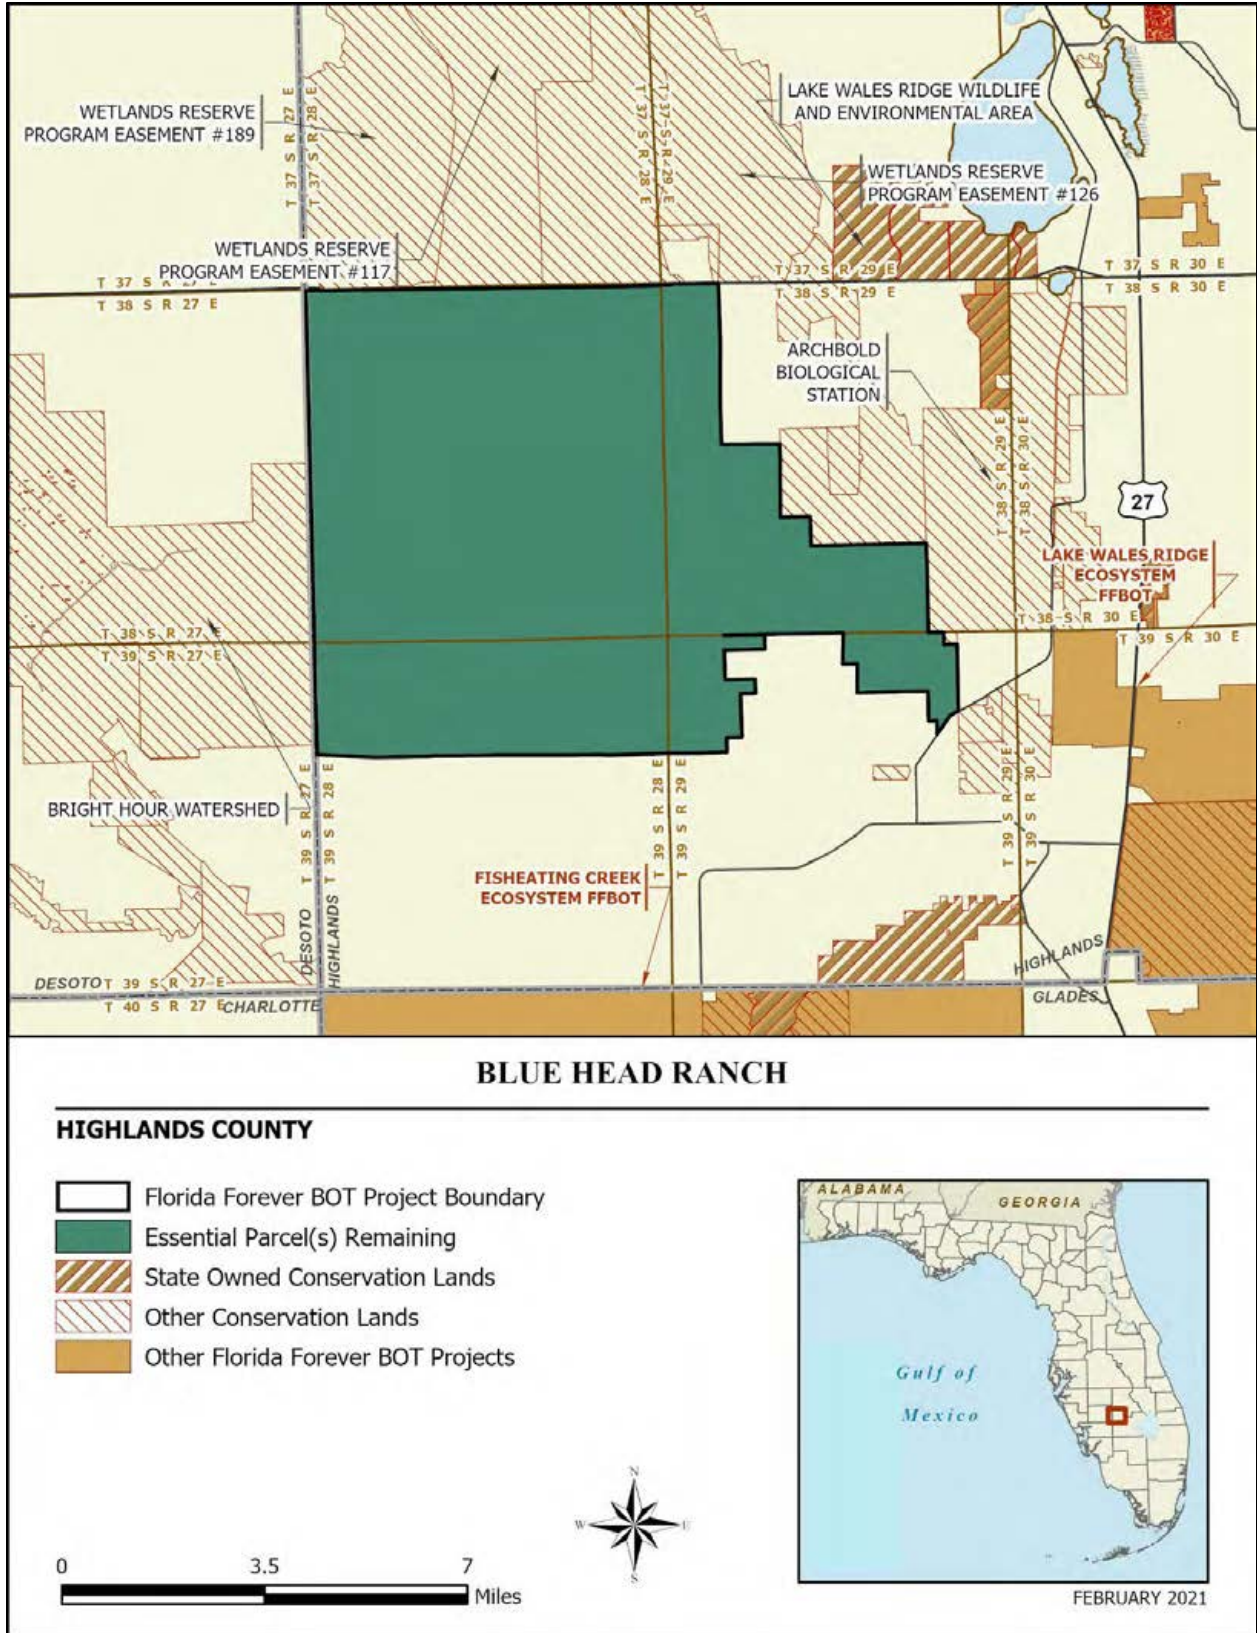 WETLANDS RESERVE
PROGRAM EASEMENT #189
T 37 S R 27 E
T 37 S R 28 E
T 37 S R 28 E
T 37 S R 29 E
LAKE WALES RIDGE WILDLIFE
AND ENVIRONMENTAL AREA
WETLANDS RESERVE
PROGRAM EASEMENT #126
WETLANDS RESERVE
PROGRAM EASEMENT #117
T 37 S R 27 E
T 38 S R 27 E
T 37 S R 29 E
T 38 S R 29 E
T 37 S R 30 E
T 38 S R 30 E
ARCHBOLD
BIOLOGICAL
STATION
T 38 S R 29 E
T 38 S R 30 E
27
LAKE WALES RIDGE
ECOSYSTEM
FFBOT
T 38 S R 30 E
T 39 S R 30 E
T 38 S R 27 E
T 39 S R 27 E
BRIGHT HOUR WATERSHED
T 39 S R 27 E
T 39 S R 28 E
T 39 S R 28 E
T 39 S R 29 E
T 39 S R 29 E
T 39 S R 30 E
FISHEATING CREEK
ECOSYSTEM FFBOT
DESOTO
HIGHLANDS
HIGHLANDS
GLADES
DESOTO
T 39 S R 27 E
T 40 S R 27 E
CHARLOTTE
BLUE HEAD RANCH
HIGHLANDS COUNTY
Florida Forever BOT Project Boundary
Essential Parcel(s) Remaining
State Owned Conservation Lands
Other Conservation Lands
Other Florida Forever BOT Projects
ALABAMA
GEORGIA
Gulf of
Mexico
N
W E
S
0 3.5 7
Miles
FEBRUARY 2021